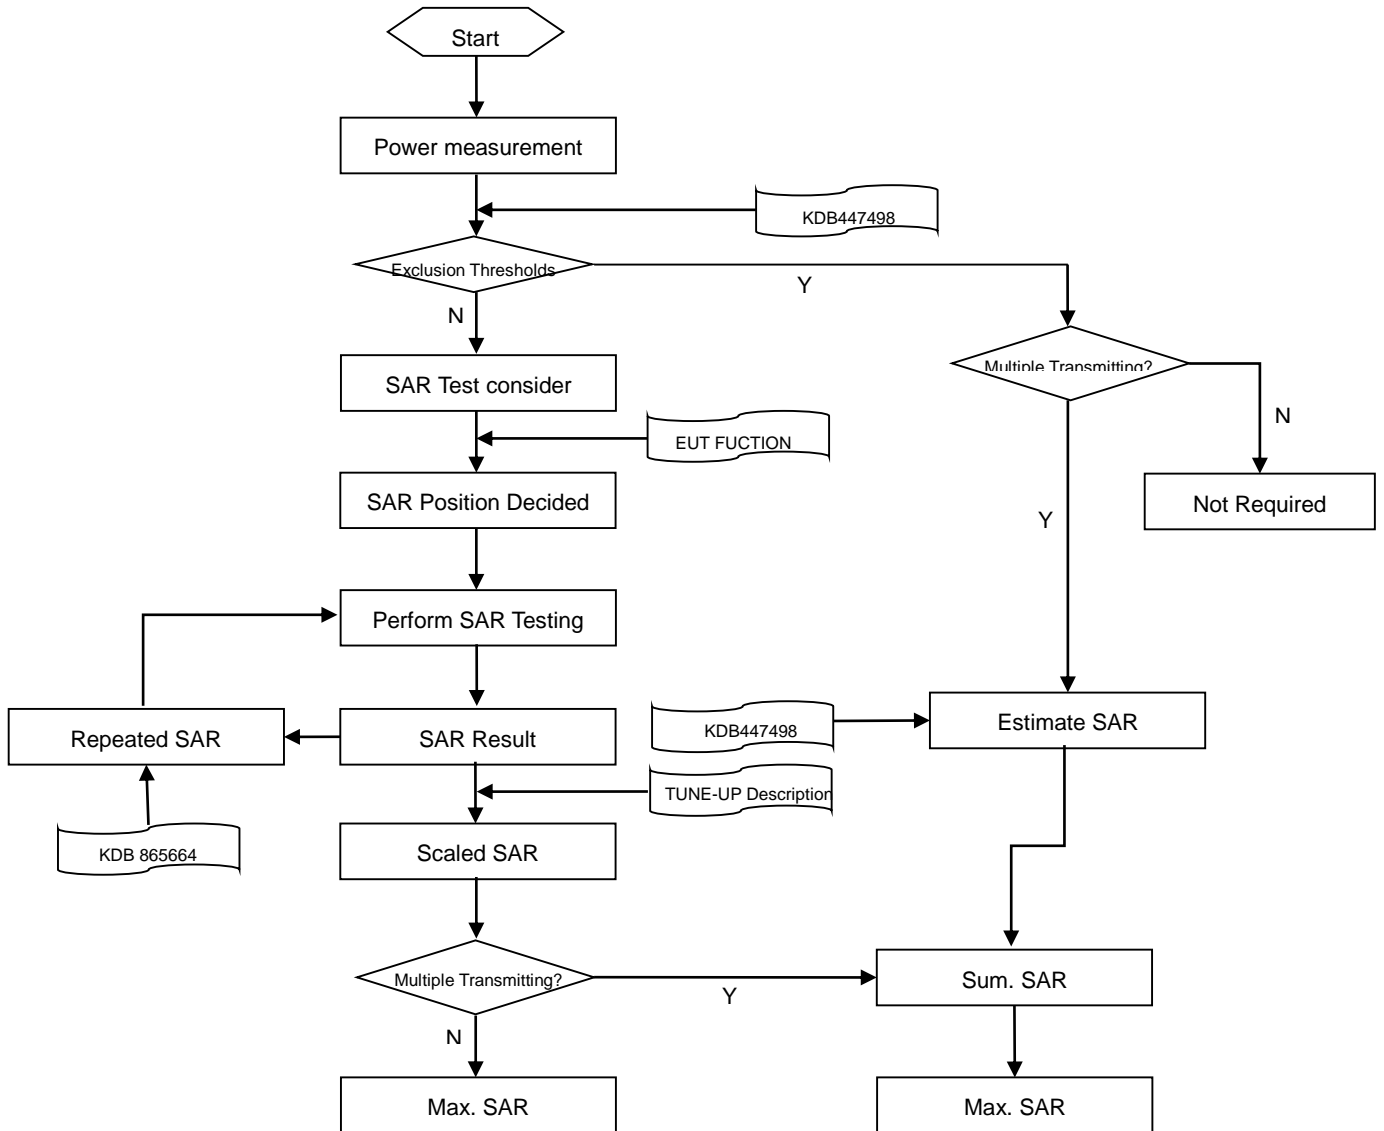 Start
Power measurement
KDB447498
Exclusion Thresholds
Y
N
Multiple Transmitting?
SAR Test consider
N
EUT FUCTION
SAR Position Decided
Not Required
Y
Perform SAR Testing
Repeated SAR
SAR Result
KDB447498
Estimate SAR
TUNE-UP Description
KDB 865664
Scaled SAR
Multiple Transmitting?
Y
Sum. SAR
N
Max. SAR
Max. SAR